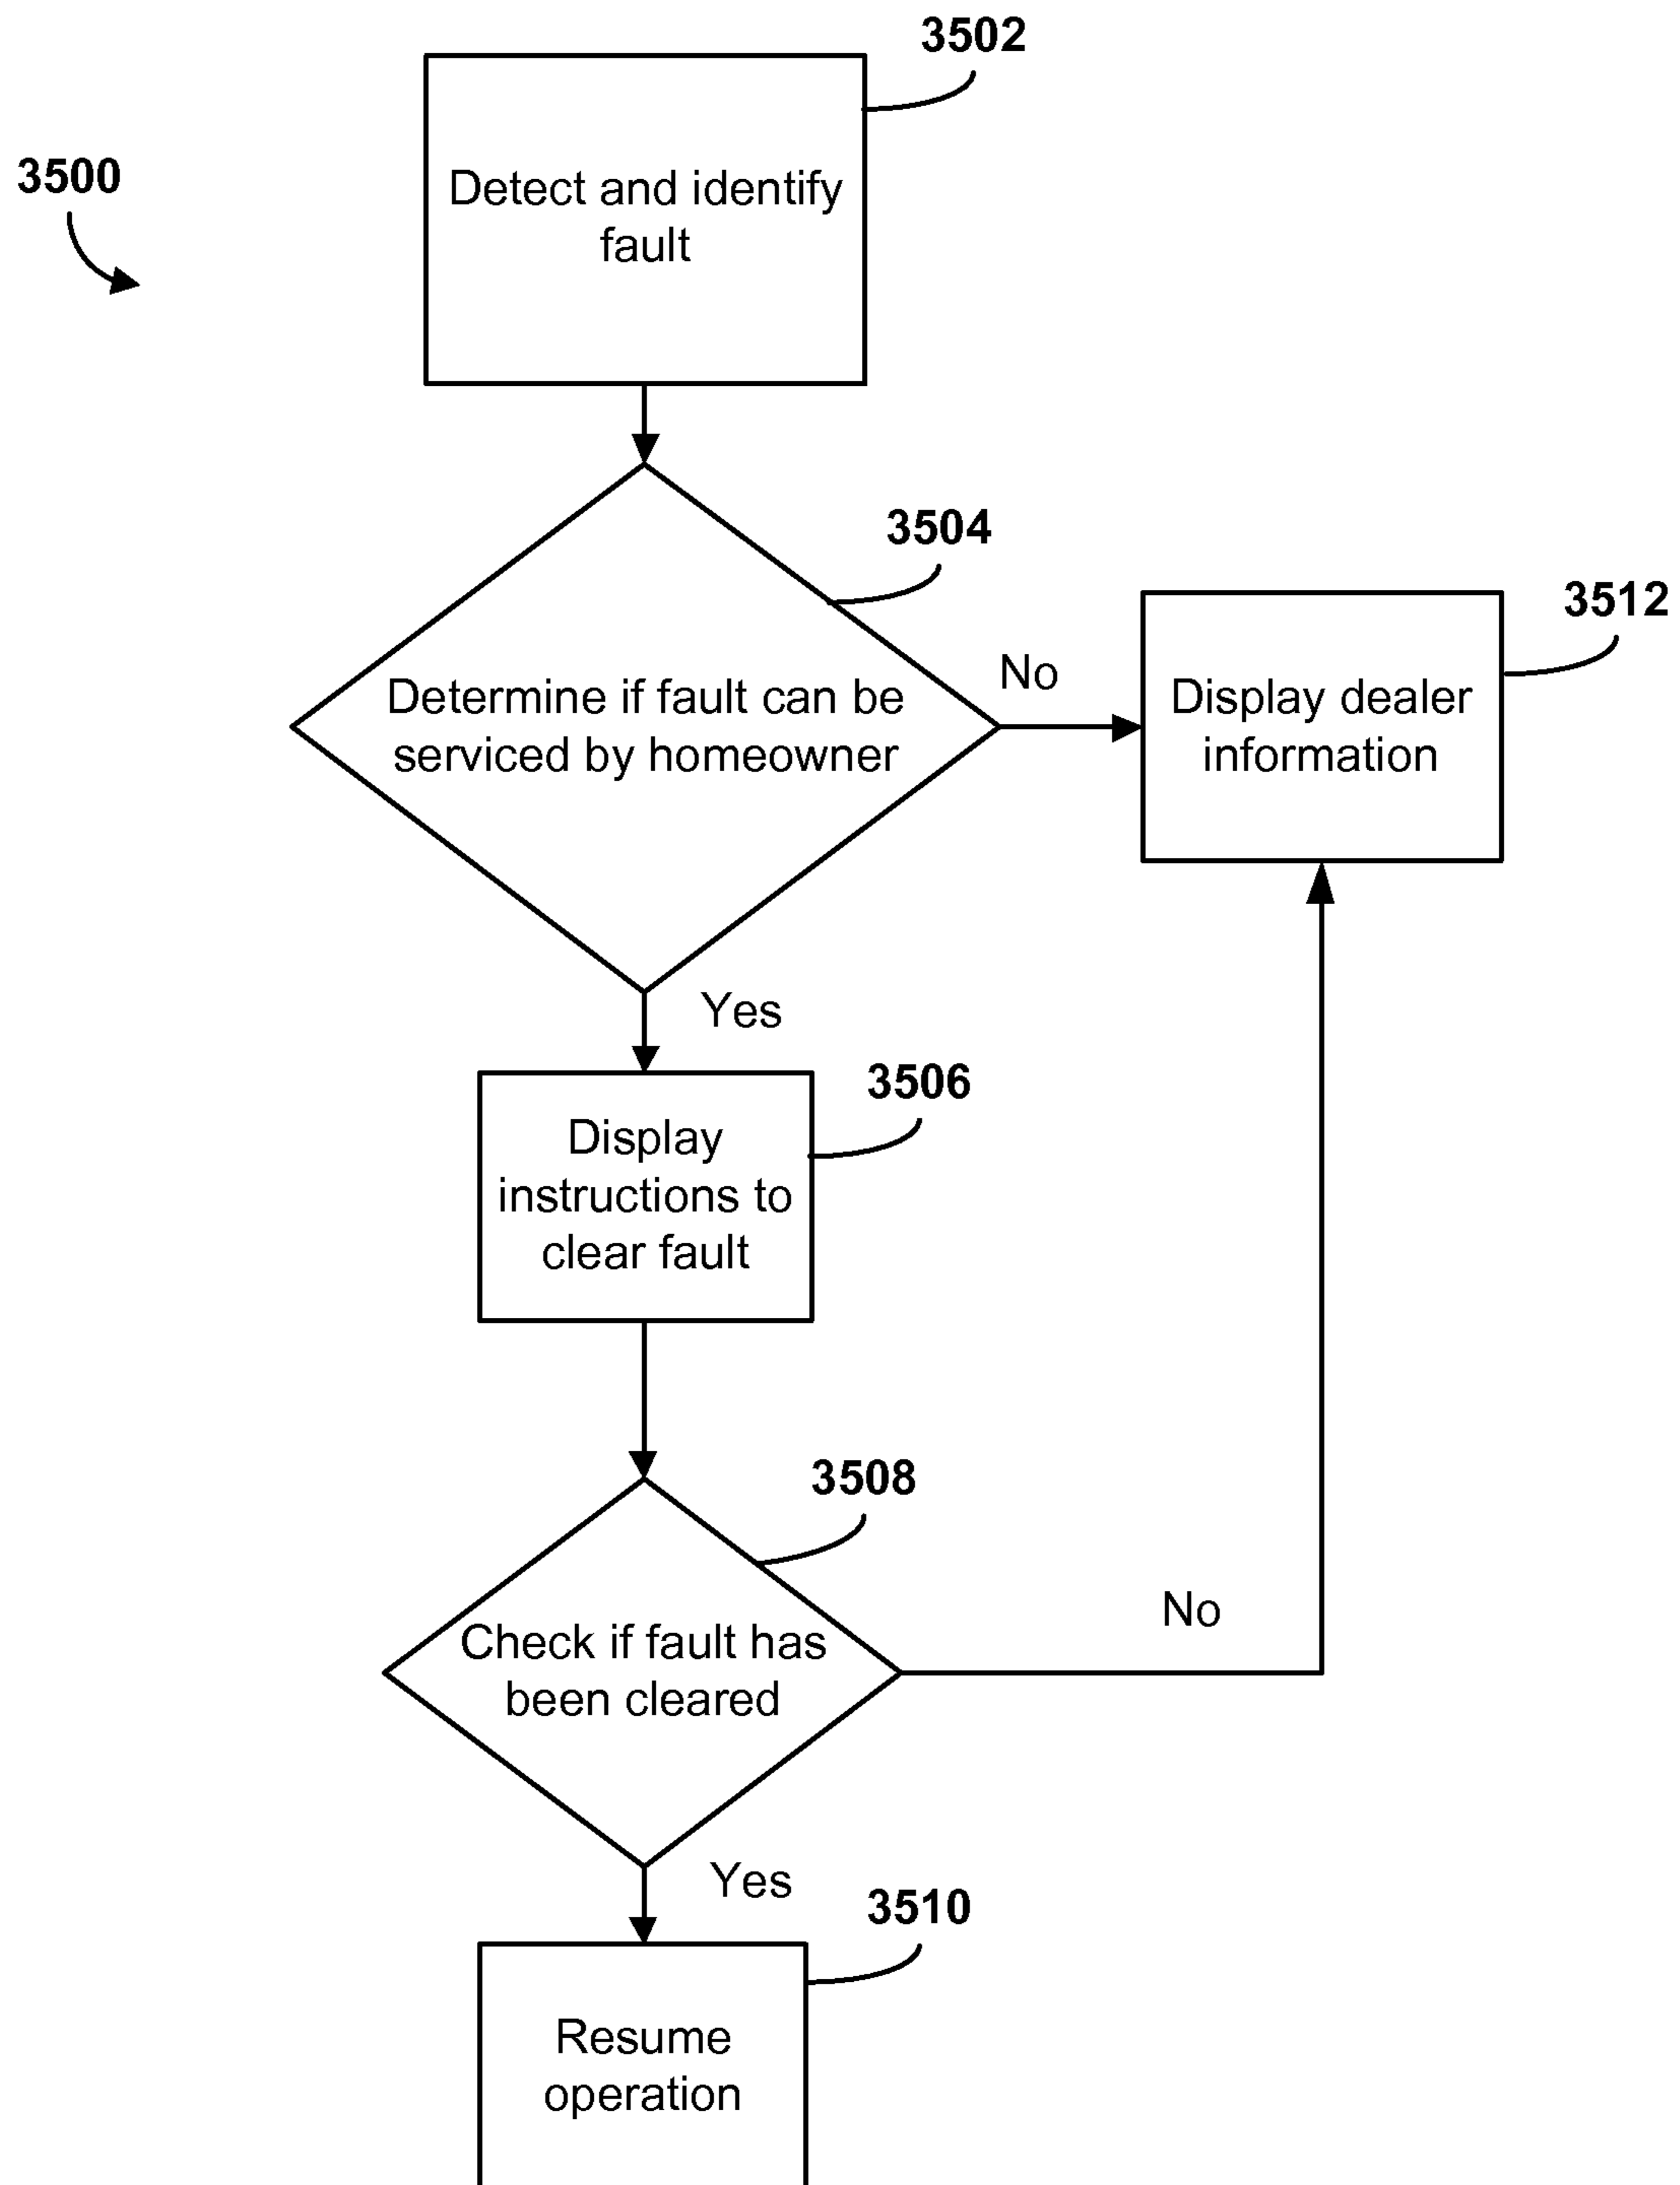 3502
3500
Detect and identify
fault
3504
3512
No
Display dealer
information
Determine if fault can be
serviced by homeowner
Yes
3506
Display
instructions to
clear fault
3508
No
Check if fault has
been cleared
Yes
3510
Resume
operation